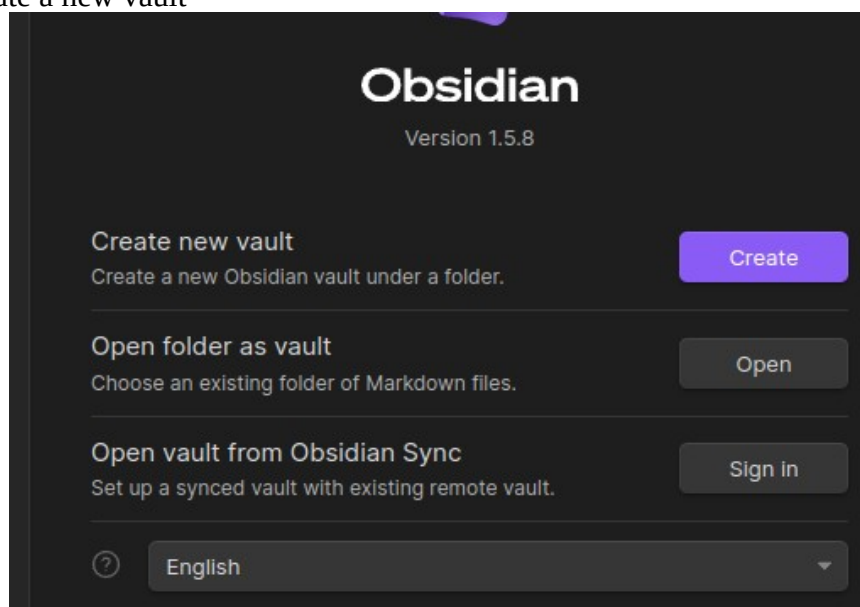 a new vault
Obsidian
Version 1.5.8
Create new vault
Create a new Obsidian vault under a folder.
Create
Open folder as vault
Choose an existing folder of Markdown files.
Open
Open vault from Obsidian Sync
Set up a synced vault with existing remote vault.
Sign in
?
English